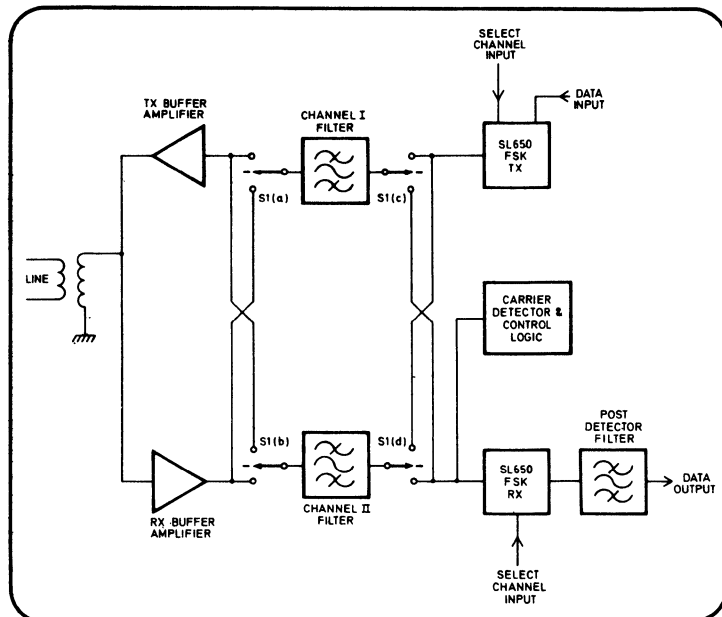 SELECT
CHANNEL
INPUT
TX BUFFER
AMPLIFIER
CHANNEL I
FILTER
DATA
INPUT
SL650
FSK
TX
S1(a)
S1(c)
LINE
CARRIER
DETECTOR &
CONTROL
LOGIC
POST
DETECTOR
FILTER
S1(b)
S1(d)
SL650
FSK
RX
DATA
OUTPUT
CHANNEL II
FILTER
RX BUFFER
AMPLIFIER
SELECT
CHANNEL
INPUT